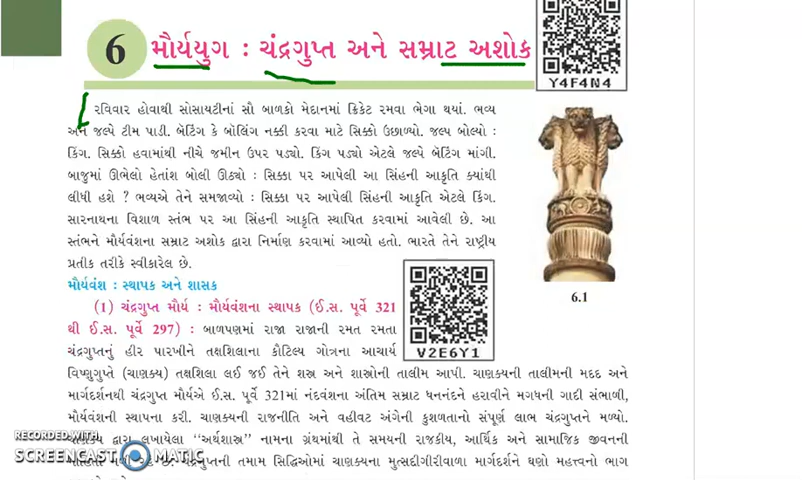 6 મૌર્યયુગ : ચંદ્રગુપ્ત અને સમ્રાટ અશોક
Y4F4N4
રવિવાર હોવાથી સોસાયટીનાં સૌ બાળકો મેદાનમાં ક્રિકેટ રમવા ભેગા થયાં. ભવ્ય
અને જલ્પે ટીમ પાડી. બૅટિંગ કે બૉલિંગ નક્કી કરવા માટે સિક્કો ઉછાળ્યો. જલ્પ બોલ્યો :
કિંગ. સિક્કો હવામાંથી નીચે જમીન ઉપર પડ્યો. કિંગ પડ્યો એટલે જલ્પે બૅટિંગ માંગી.
બાજુમાં ઊભેલો હેતાંશ બોલી ઊઠ્યો : સિક્કા પર આપેલી આ સિંહની આકૃતિ ક્યાંથી
લીધી હશે ? ભવ્યએ તેને સમજાવ્યો : સિક્કા પર આપેલી સિંહની આકૃતિ એટલે કિંગ.
સારનાથના વિશાળ સ્તંભ પર આ સિંહની આકૃતિ સ્થાપિત કરવામાં આવેલી છે. આ
સ્તંભને મૌર્યવંશના સમ્રાટ અશોક દ્વારા નિર્માણ કરવામાં આવ્યો હતો. ભારતે તેને રાષ્ટ્રીય
પ્રતીક તરીકે સ્વીકારેલ છે.
6.1
મૌર્યવંશ : સ્થાપક અને શાસક
(1) ચંદ્રગુપ્ત મૌર્ય : મૌર્યવંશના સ્થાપક (ઈ.સ. પૂર્વે 321
થી ઈ.સ. પૂર્વે 297) : બાળપણમાં રાજા રાજાની રમત રમતા
ચંદ્રગુપ્તનું હીર પારખીને તક્ષશિલાના કૌટિલ્ય ગોત્રના આચાર્ય
V2E6Y1
વિષ્ણુગુપ્તે (ચાણક્ય) તક્ષશિલા લઈ જઈ તેને શસ્ત્ર અને શાસ્ત્રોની તાલીમ આપી. ચાણક્યની તાલીમની મદદ અને
માર્ગદર્શનથી ચંદ્રગુપ્ત મૌર્યએ ઈ.સ. પૂર્વે 321માં નંદવંશના અંતિમ સમ્રાટ ધનનંદને હરાવીને મગધની ગાદી સંભાળી,
મૌર્યવંશની સ્થાપના કરી. ચાણક્યની રાજનીતિ અને વહીવટ અંગેની કુશળતાનો સંપૂર્ણ લાભ ચંદ્રગુપ્તને મળ્યો.
દ્વારા લખાયેલા "અર્થશાસ્ત્ર" નામના ગ્રંથમાંથી તે સમયની રાજકીય, આર્થિક અને સામાજિક જીવનની
RECORDED WITH
SCREENCAST MATIC
ચંદ્રગુપ્તની તમામ સિદ્ધિઓમાં ચાણક્યના મુત્સદ્દીગીરીવાળા માર્ગદર્શને ઘણો મહત્ત્વનો ભાગ